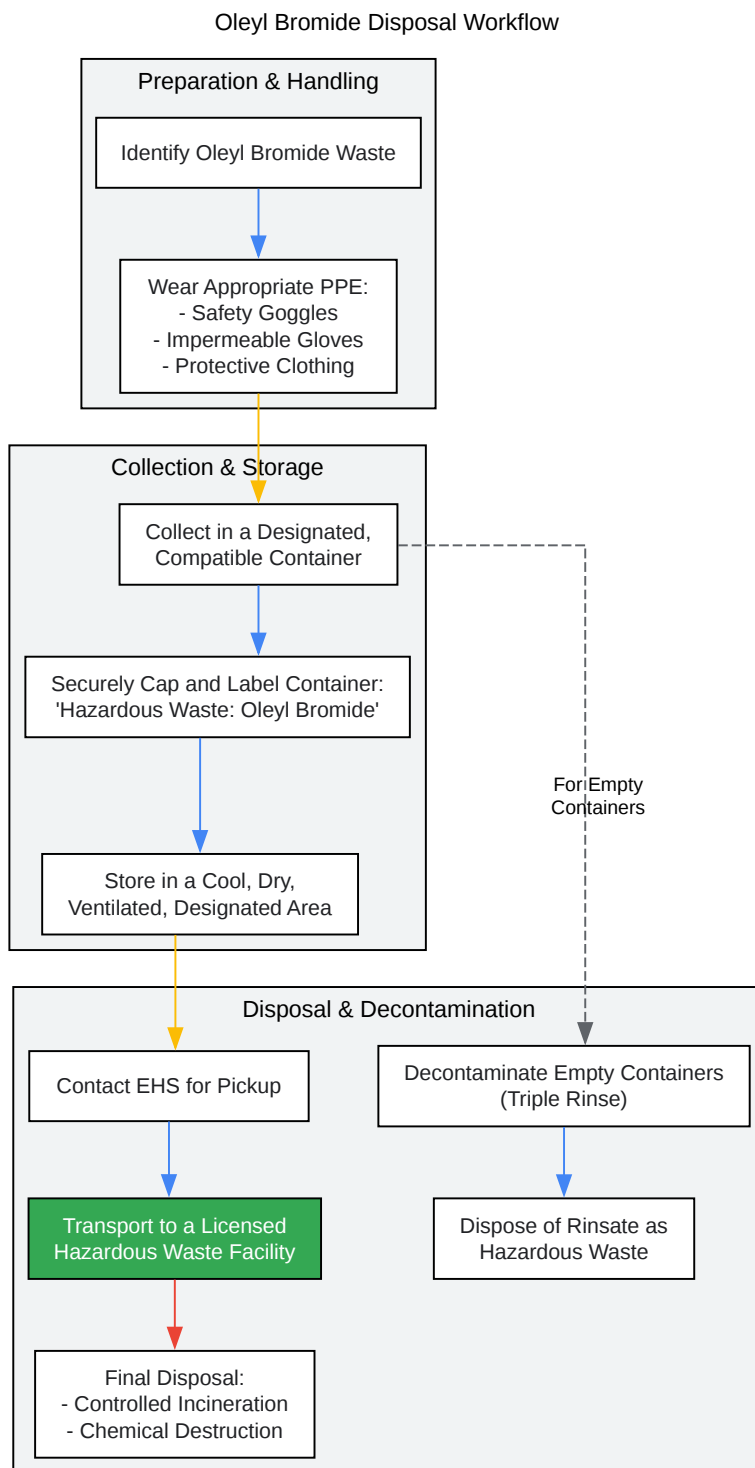 Oleyl Bromide Disposal Workflow
Preparation & Handling
Identify Oleyl Bromide Waste
Wear Appropriate PPE:
- Safety Goggles
- Impermeable Gloves
- Protective Clothing
Collection & Storage
Collect in a Designated,
Compatible Container
Securely Cap and Label Container:
'Hazardous Waste: Oleyl Bromide'
For Empty
Containers
Store in a Cool, Dry,
Ventilated, Designated Area
Disposal & Decontamination
Contact EHS for Pickup
Decontaminate Empty Containers
(Triple Rinse)
Transport to a Licensed
Hazardous Waste Facility
Dispose of Rinsate as
Hazardous Waste
Final Disposal:
- Controlled Incineration
- Chemical Destruction